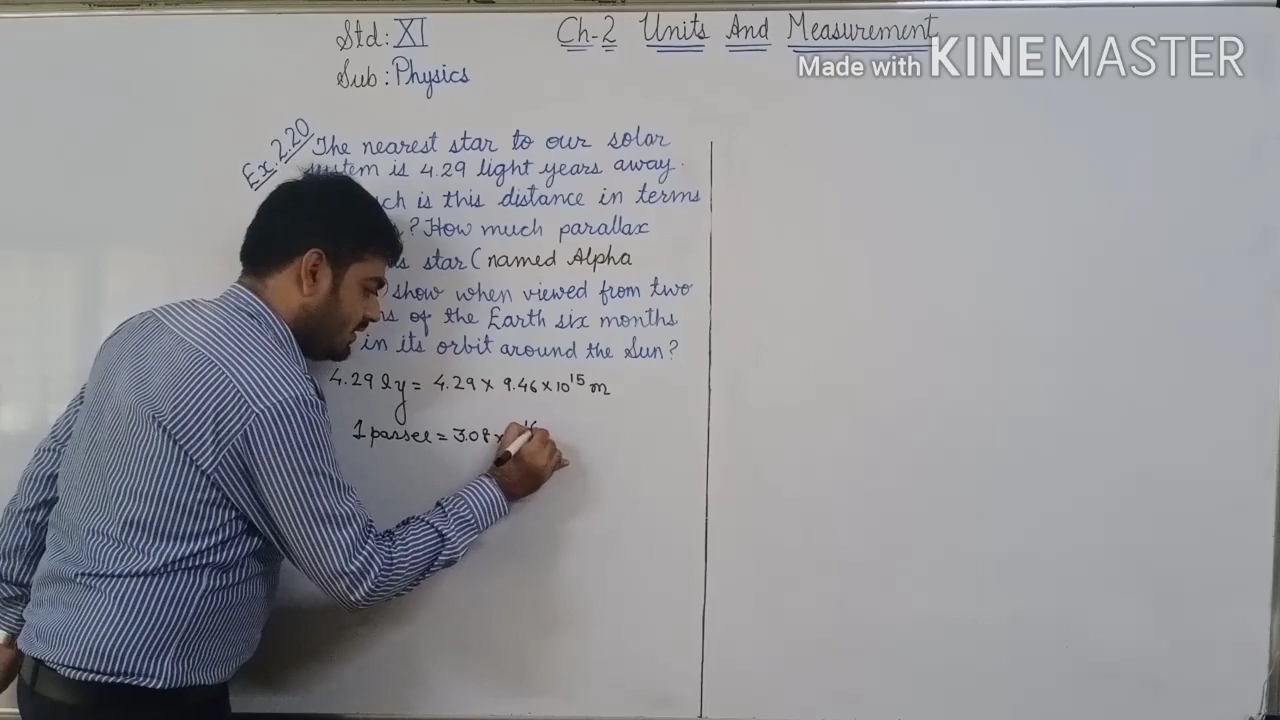 Std: XI
Ch-2 Units And Measurement
Sub: Physics
Made with KINEMASTER
Ex. 2.20
The nearest star to our solar
system is 4.29 light years away.
is this distance in terms
? How much parallax
star (named Alpha
) show when viewed from two
of the Earth six months
in its orbit around the Sun?
4.29 ly = 4.29 × 9.46 × 10¹⁵ m
1 parsec = 3.08 ×